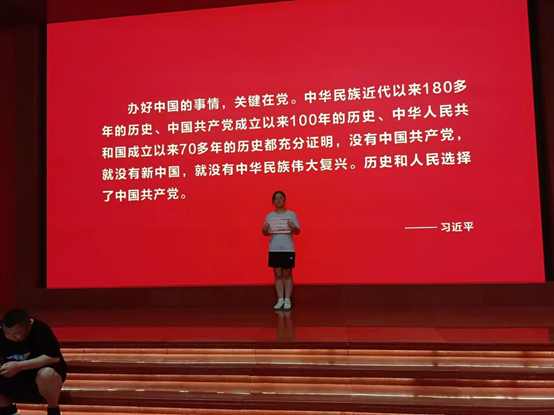 办好中国的事情，关键在党。中华民族近代以来180多
年的历史、中国共产党成立以来100年的历史、中华人民共
和国成立以来70多年的历史都充分证明，没有中国共产党，
就没有新中国，就没有中华民族伟大复兴。历史和人民选择
了中国共产党。
——习近平